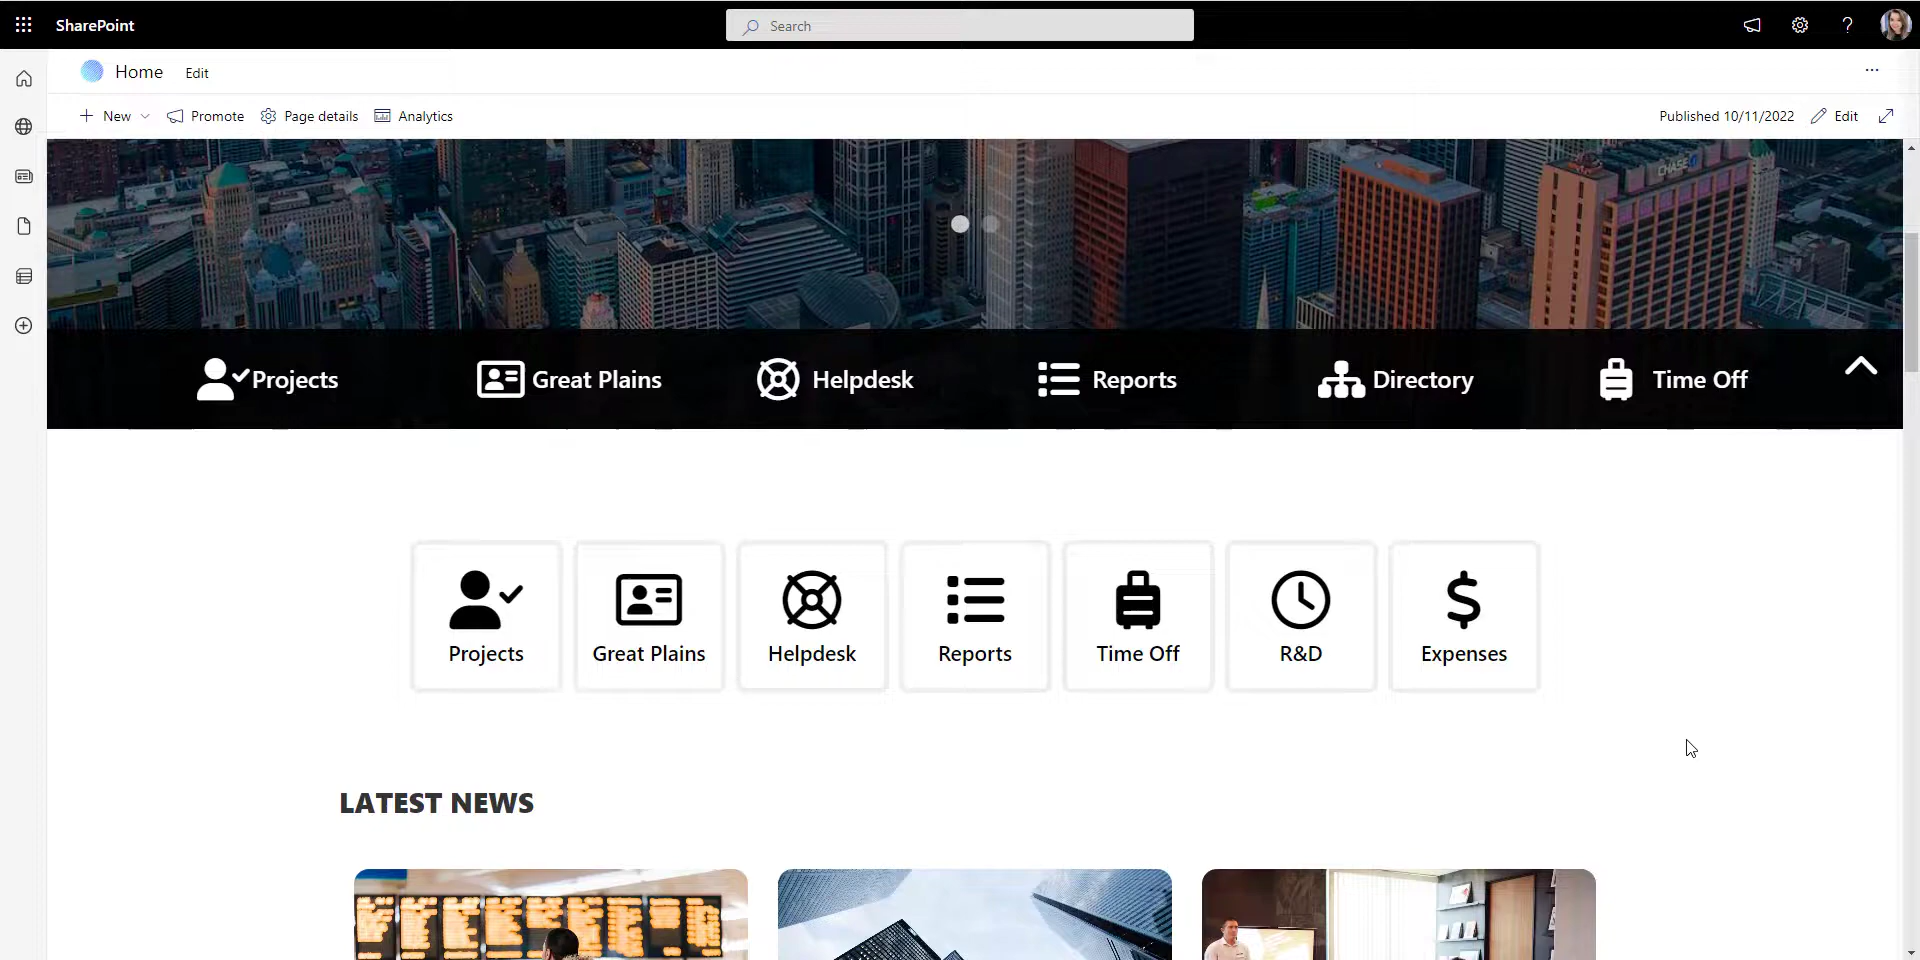 SharePoint
Search
Home
Edit
New
Promote
Page details
Analytics
Published 10/11/2022
Edit
CHASE
Projects
Great Plains
Helpdesk
Reports
Directory
Time Off
Projects
Great Plains
Helpdesk
Reports
Time Off
R&D
Expenses
LATEST NEWS